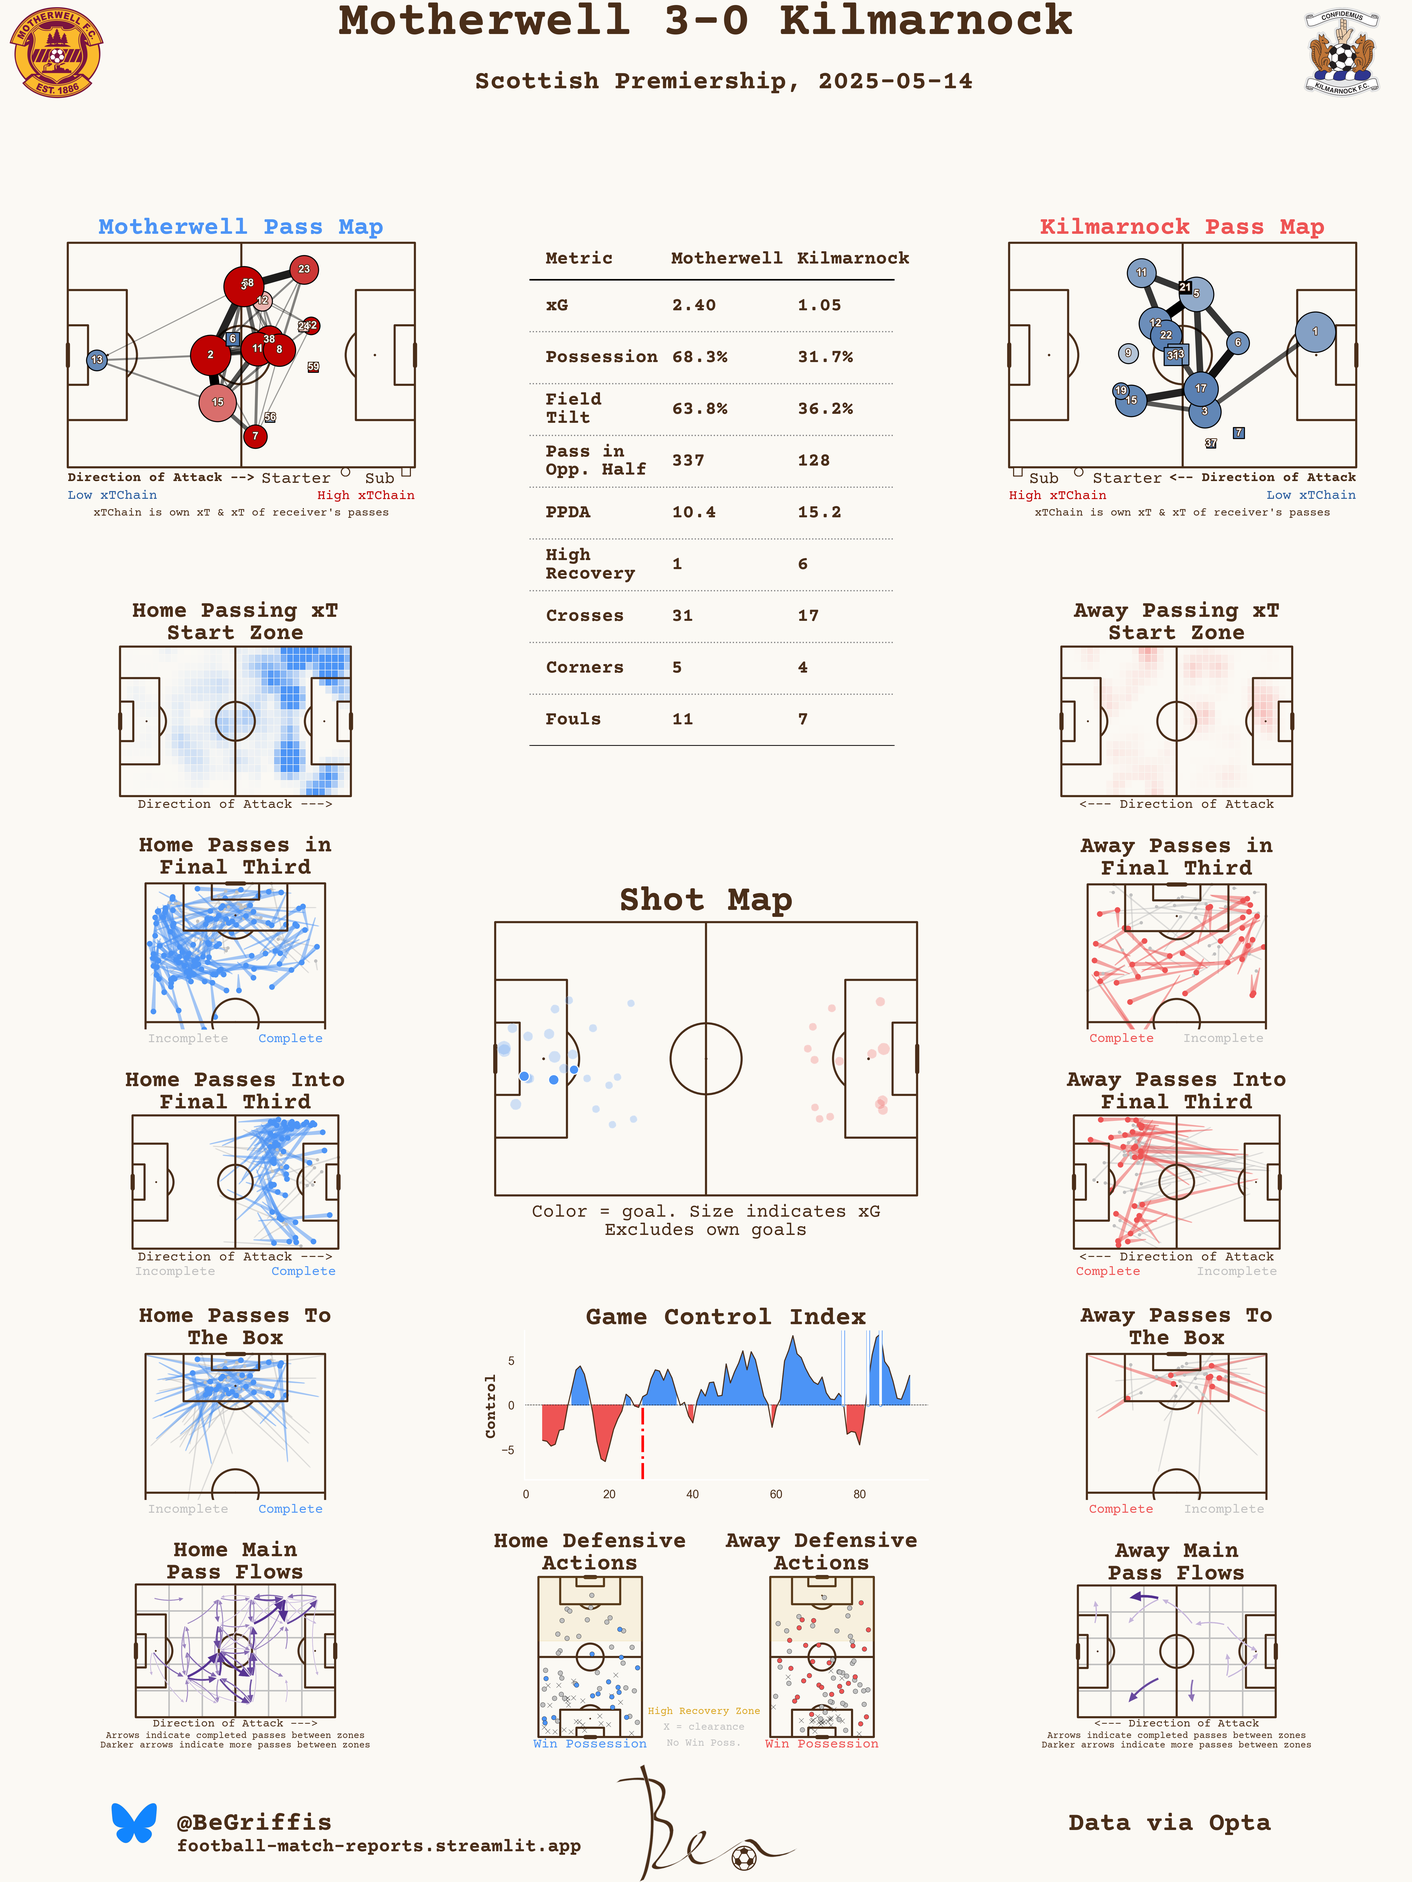 Motherwell 3-0 Kilmarnock
Scottish Premiership, 2025-05-14
MOTHERWELL F.C.
EST. 1886
CONFIDEMUS
KILMARNOCK F.C.
Motherwell Pass Map
23
58
3
12
24
6
38
11
8
2
13
59
15
56
7
Direction of Attack --> Starter Sub
Low xTChain High xTChain
xTChain is own xT & xT of receiver's passes
Metric Motherwell Kilmarnock
xG 2.40 1.05
Possession 68.3% 31.7%
Field
Tilt 63.8% 36.2%
Pass in
Opp. Half 337 128
PPDA 10.4 15.2
High
Recovery 1 6
Crosses 31 17
Corners 5 4
Fouls 11 7
Kilmarnock Pass Map
11
21
5
12
22
1
6
9
31
17
19
15
3
7
37
Sub Starter <-- Direction of Attack
High xTChain Low xTChain
xTChain is own xT & xT of receiver's passes
Home Passing xT
Start Zone
Direction of Attack --->
Away Passing xT
Start Zone
<--- Direction of Attack
Home Passes in
Final Third
Incomplete Complete
Away Passes in
Final Third
Complete Incomplete
Shot Map
Color = goal. Size indicates xG
Excludes own goals
Home Passes Into
Final Third
Direction of Attack --->
Incomplete Complete
Away Passes Into
Final Third
<--- Direction of Attack
Complete Incomplete
Home Passes To
The Box
Incomplete Complete
Game Control Index
Control
5
0
−5
0 20 40 60 80
Away Passes To
The Box
Complete Incomplete
Home Main
Pass Flows
Direction of Attack --->
Arrows indicate completed passes between zones
Darker arrows indicate more passes between zones
Home Defensive
Actions
Win Possession
Away Defensive
Actions
Win Possession
High Recovery Zone
X = clearance
No Win Poss.
Away Main
Pass Flows
<--- Direction of Attack
Arrows indicate completed passes between zones
Darker arrows indicate more passes between zones
@BeGriffis
football-match-reports.streamlit.app
Ben
Data via Opta